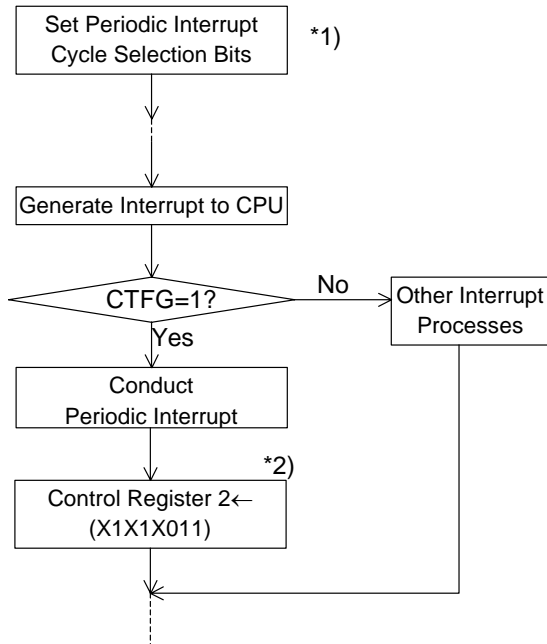 Set Periodic Interrupt
Cycle Selection Bits
*1)
Generate Interrupt to CPU
CTFG=1?
No
Other Interrupt
Processes
Yes
Conduct
Periodic Interrupt
*2)
Control Register 2←
(X1X1X011)